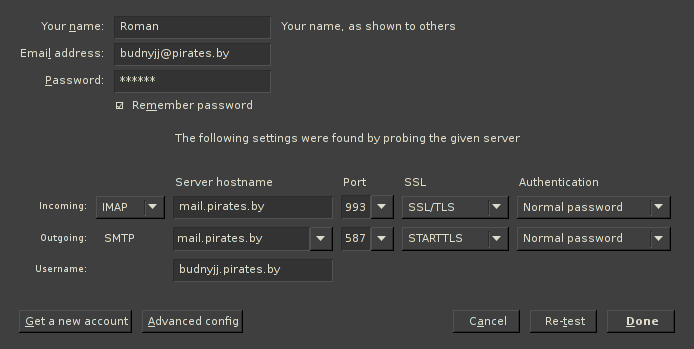 Your name: Roman Your name, as shown to others
Email address: budnyjj@pirates.by
Password: ******
Remember password
The following settings were found by probing the given server
Server hostname Port SSL Authentication
Incoming: IMAP mail.pirates.by 993 SSL/TLS Normal password
Outgoing: SMTP mail.pirates.by 587 STARTTLS Normal password
Username: budnyjj.pirates.by
Get a new account Advanced config Cancel Re-test Done